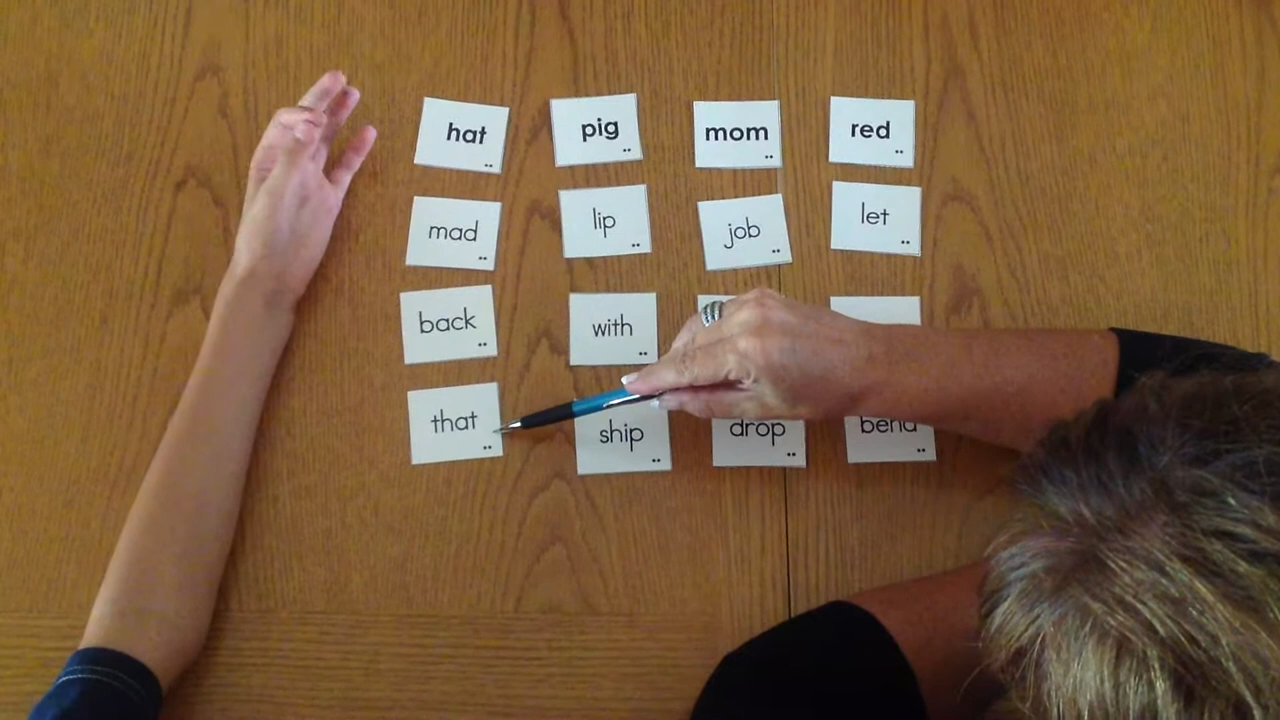 hat pig mom red
mad lip job let
back with
that ship drop bend